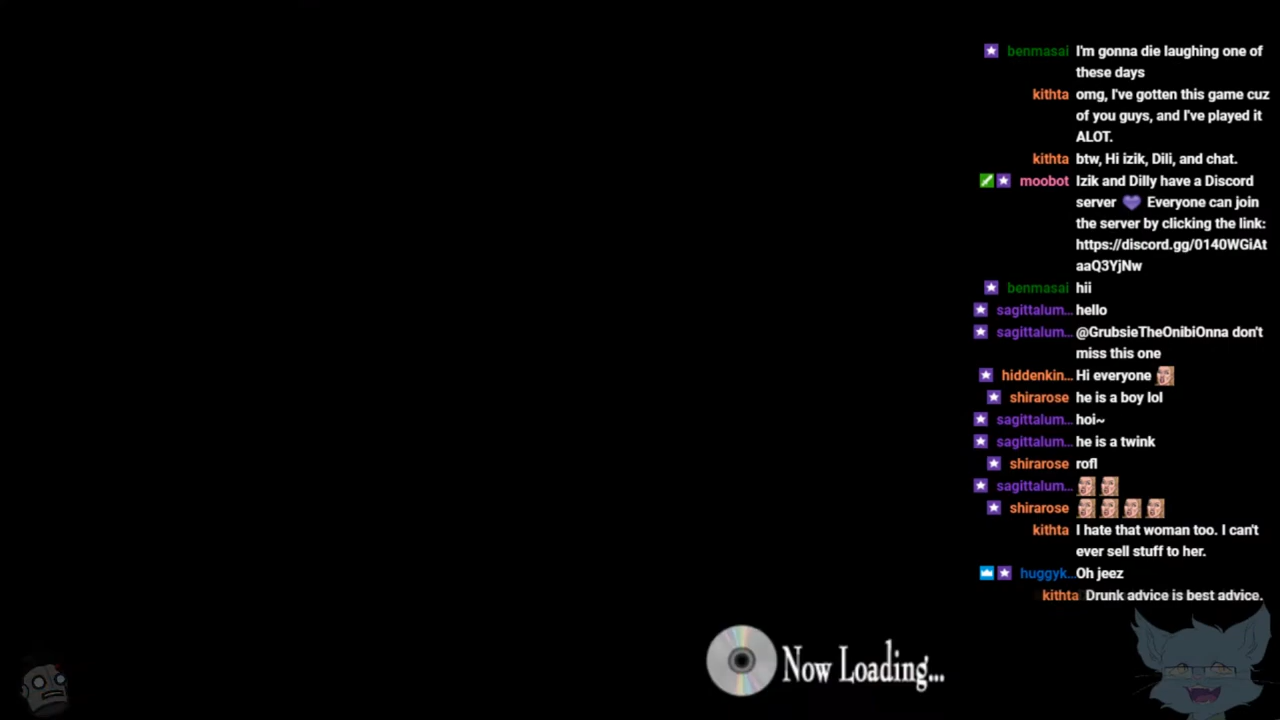 benmasai I'm gonna die laughing one of
these days
kithta omg, I've gotten this game cuz
of you guys, and I've played it
ALOT.
kithta btw, Hi izik, Dili, and chat.
moobot Izik and Dilly have a Discord
server 💜 Everyone can join
the server by clicking the link:
https://discord.gg/0140WGiAt
aaQ3YjNw
benmasai hii
sagittalum... hello
sagittalum... @GrubsieTheOnibiOnna don't
miss this one
hiddenkin... Hi everyone
shirarose he is a boy lol
sagittalum... hoi~
sagittalum... he is a twink
shirarose rofl
sagittalum...
shirarose
kithta I hate that woman too. I can't
ever sell stuff to her.
huggyk... Oh jeez
kithta Drunk advice is best advice.
Now Loading...